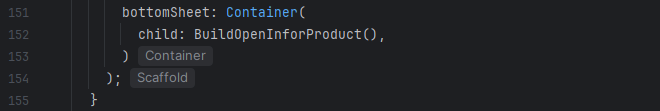 151 bottomSheet: Container(
152 child: BuildOpenInforProduct(),
153 ) Container
154 ); Scaffold
155 }